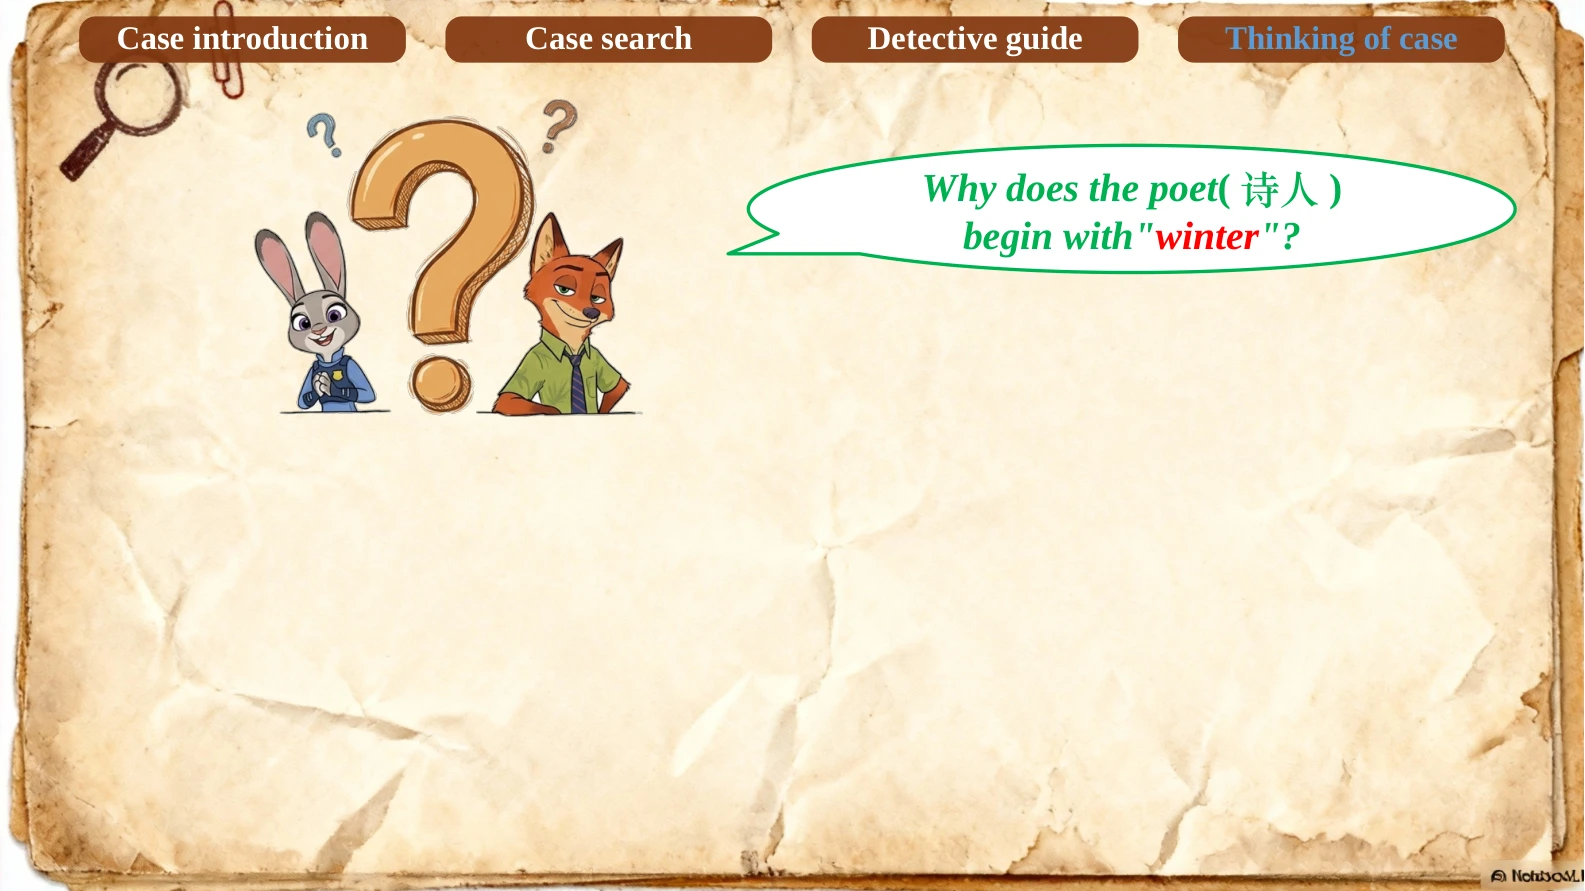 Case introduction
Case search
Detective guide
Thinking of case
Why does the poet( 诗人 )
begin with"winter"?